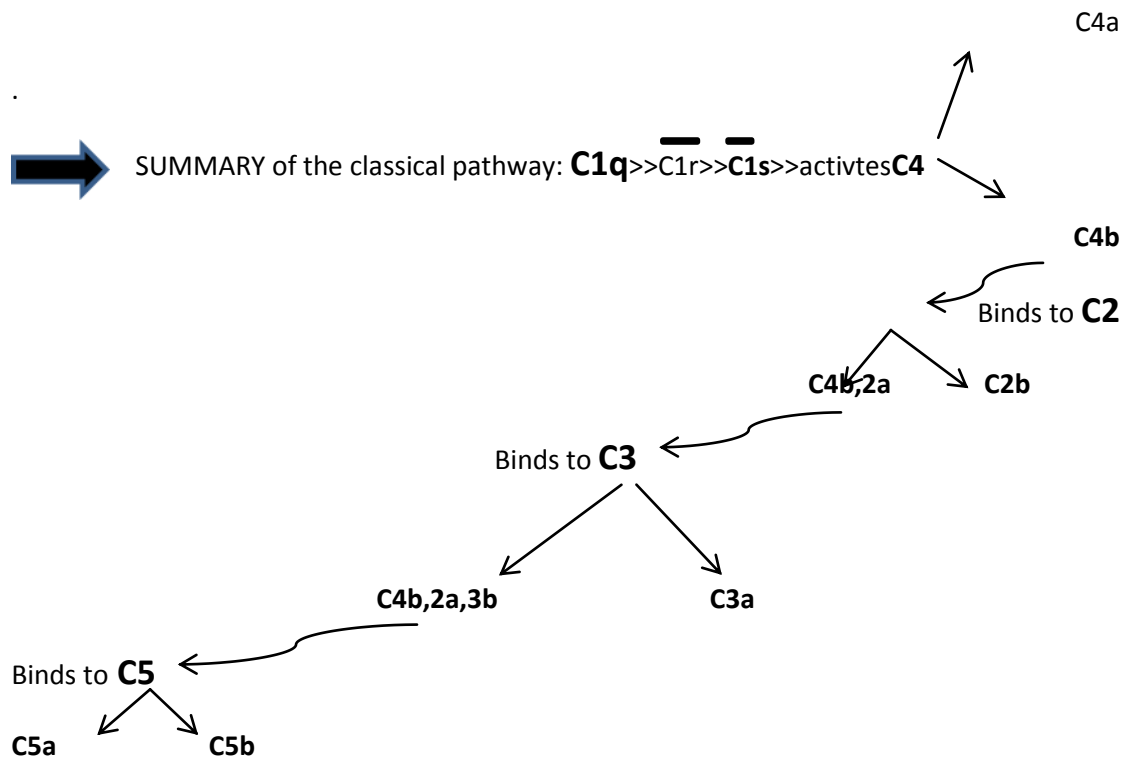 C4a
.
SUMMARY of the classical pathway: C1q>>C1r>>C1s>>activtesC4
C4b
Binds to C2
C4b,2a C2b
Binds to C3
C4b,2a,3b C3a
Binds to C5
C5a C5b